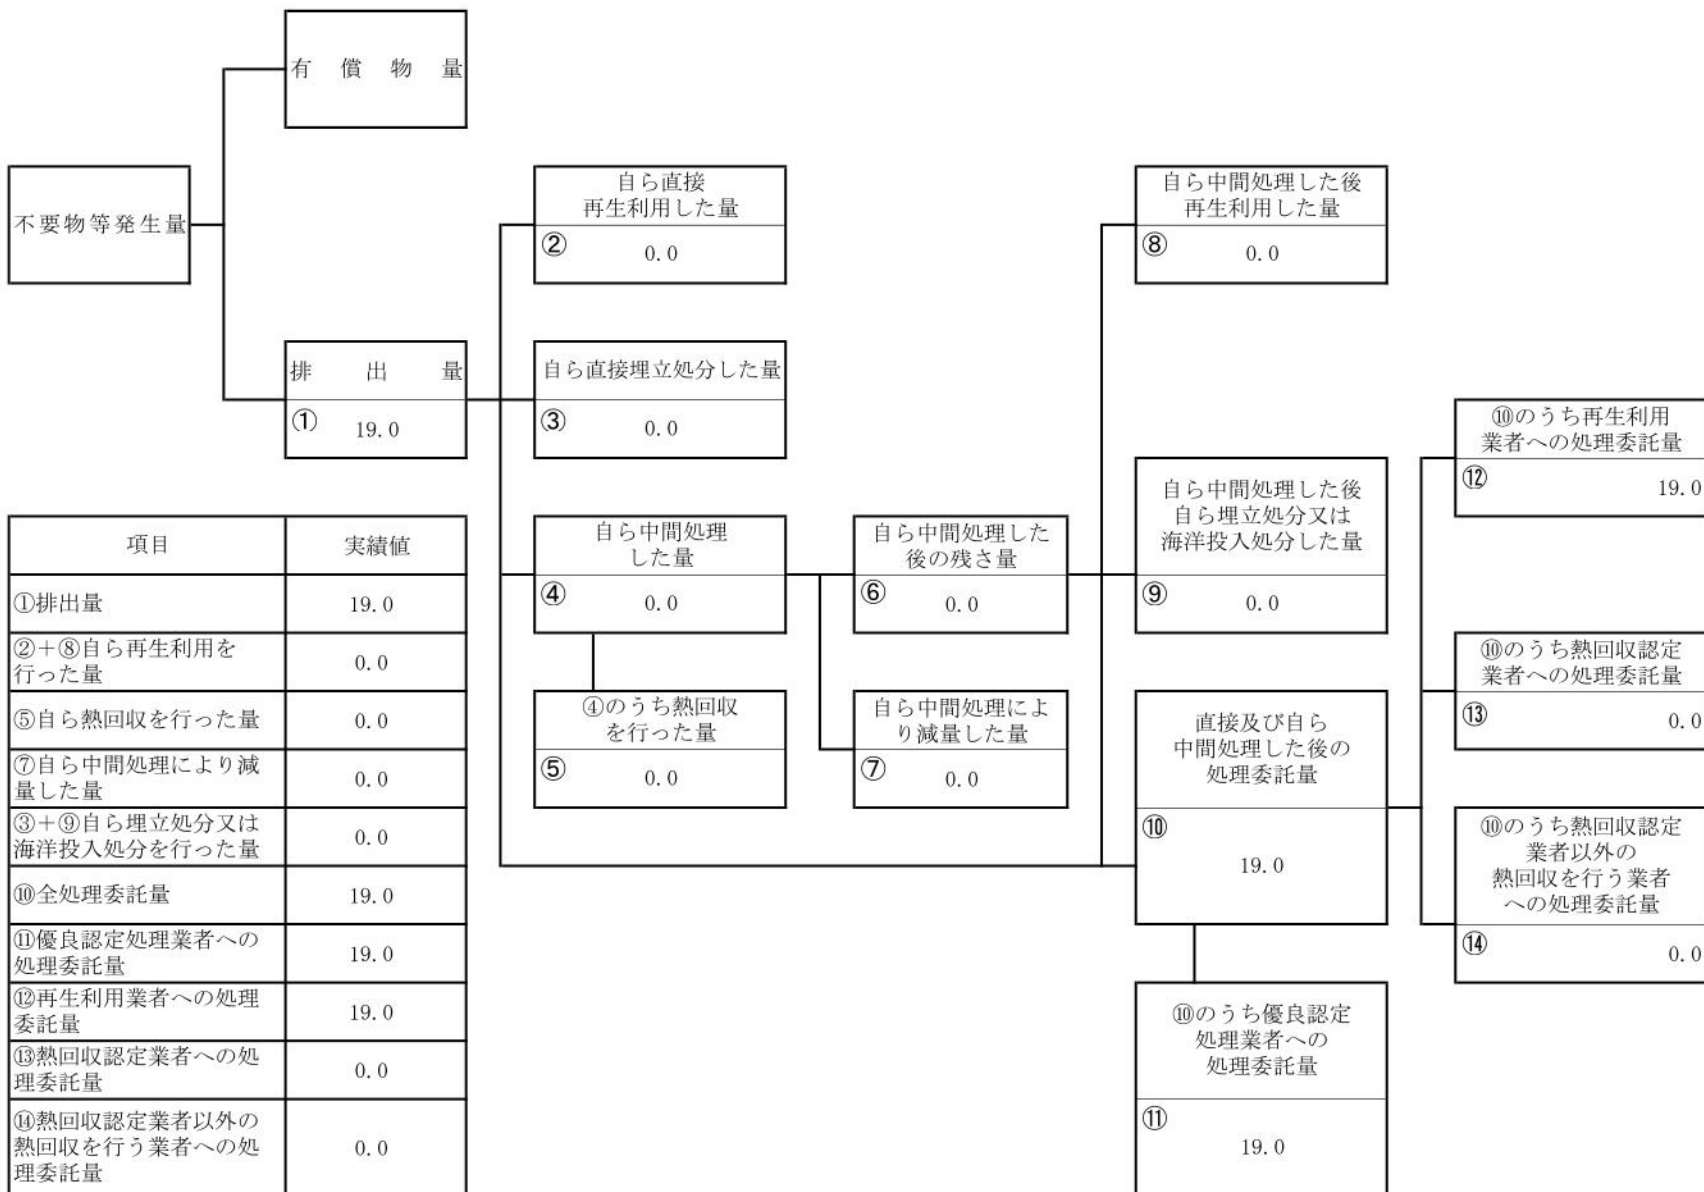 有償物量
不要物等発生量
排出量
①
19.0
自ら直接
再生利用した量
②
0.0
自ら直接埋立処分した量
③
0.0
自ら中間処理
した量
④
0.0
④のうち熱回収
を行った量
⑤
0.0
自ら中間処理した
後の残さ量
⑥
0.0
自ら中間処理によ
り減量した量
⑦
0.0
自ら中間処理した後
再生利用した量
⑧
0.0
自ら中間処理した後
自ら埋立処分又は
海洋投入処分した量
⑨
0.0
直接及び自ら
中間処理した後の
処理委託量
⑩
19.0
⑩のうち優良認定
処理業者への
処理委託量
⑪
19.0
⑩のうち再生利用
業者への処理委託量
⑫
19.0
⑩のうち熱回収認定
業者への処理委託量
⑬
0.0
⑩のうち熱回収認定
業者以外の
熱回収を行う業者
への処理委託量
⑭
0.0
項目 実績値
①排出量 19.0
②+⑧自ら再生利用を
行った量 0.0
⑤自ら熱回収を行った量 0.0
⑦自ら中間処理により減
量した量 0.0
③+⑨自ら埋立処分又は
海洋投入処分を行った量 0.0
⑩全処理委託量 19.0
⑪優良認定処理業者への
処理委託量 19.0
⑫再生利用業者への処理
委託量 19.0
⑬熱回収認定業者への処
理委託量 0.0
⑭熱回収認定業者以外の
熱回収を行う業者への処 0.0
理委託量